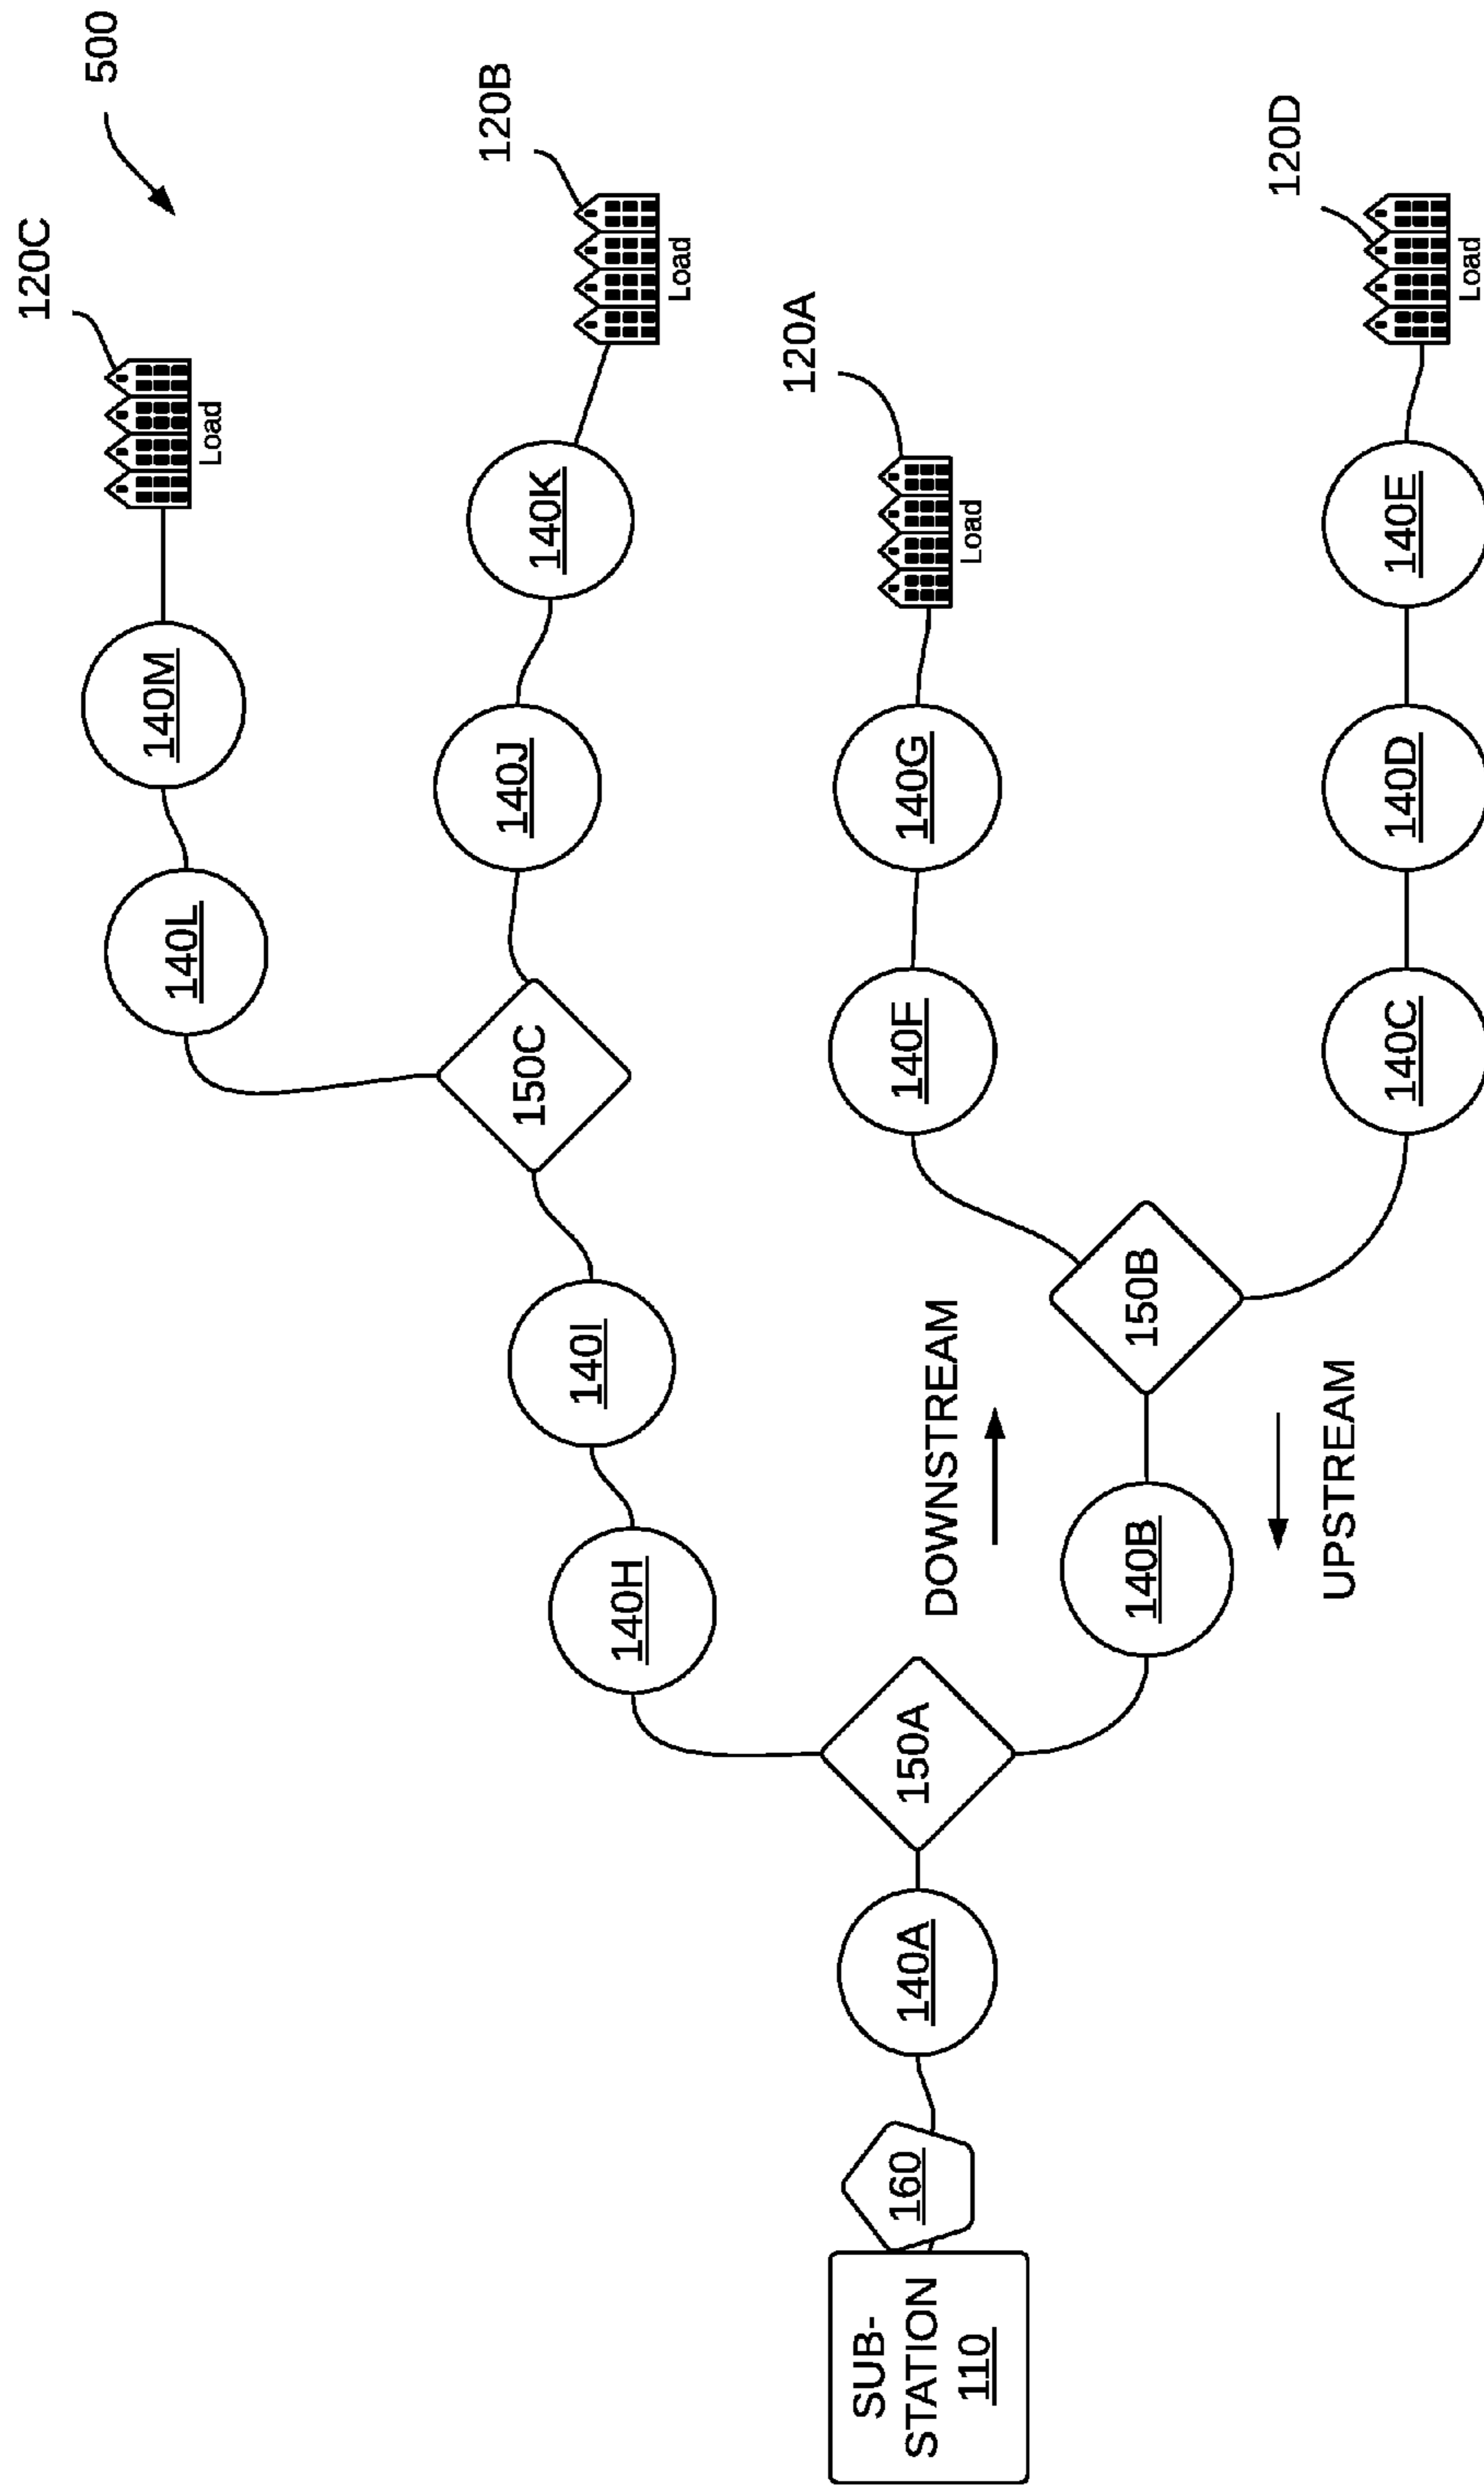 500
120C
Load
120B
Load
140M
140K
140L
140J
150C
140I
140H
120A
Load
140G
140F
DOWNSTREAM
150A
140A
160
SUB-
STATION
110
140B
150B
UPSTREAM
140C
140D
140E
120D
Load